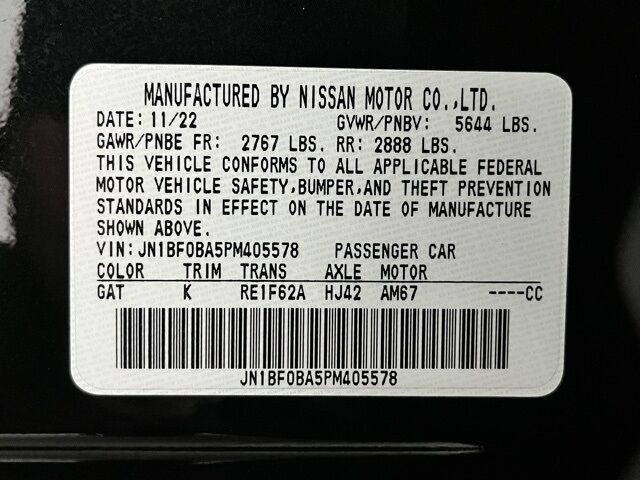 MANUFACTURED BY NISSAN MOTOR CO.,LTD.
DATE: 11/22 GVWR/PNBV: 5644 LBS.
GAWR/PNBE FR: 2767 LBS. RR: 2888 LBS.
THIS VEHICLE CONFORMS TO ALL APPLICABLE FEDERAL
MOTOR VEHICLE SAFETY,BUMPER,AND THEFT PREVENTION
STANDARDS IN EFFECT ON THE DATE OF MANUFACTURE
SHOWN ABOVE.
VIN:JN1BF0BA5PM405578 PASSENGER CAR
COLOR TRIM TRANS AXLE MOTOR
GAT K RE1F62A HJ42 AM67 ----CC
JN1BF0BA5PM405578